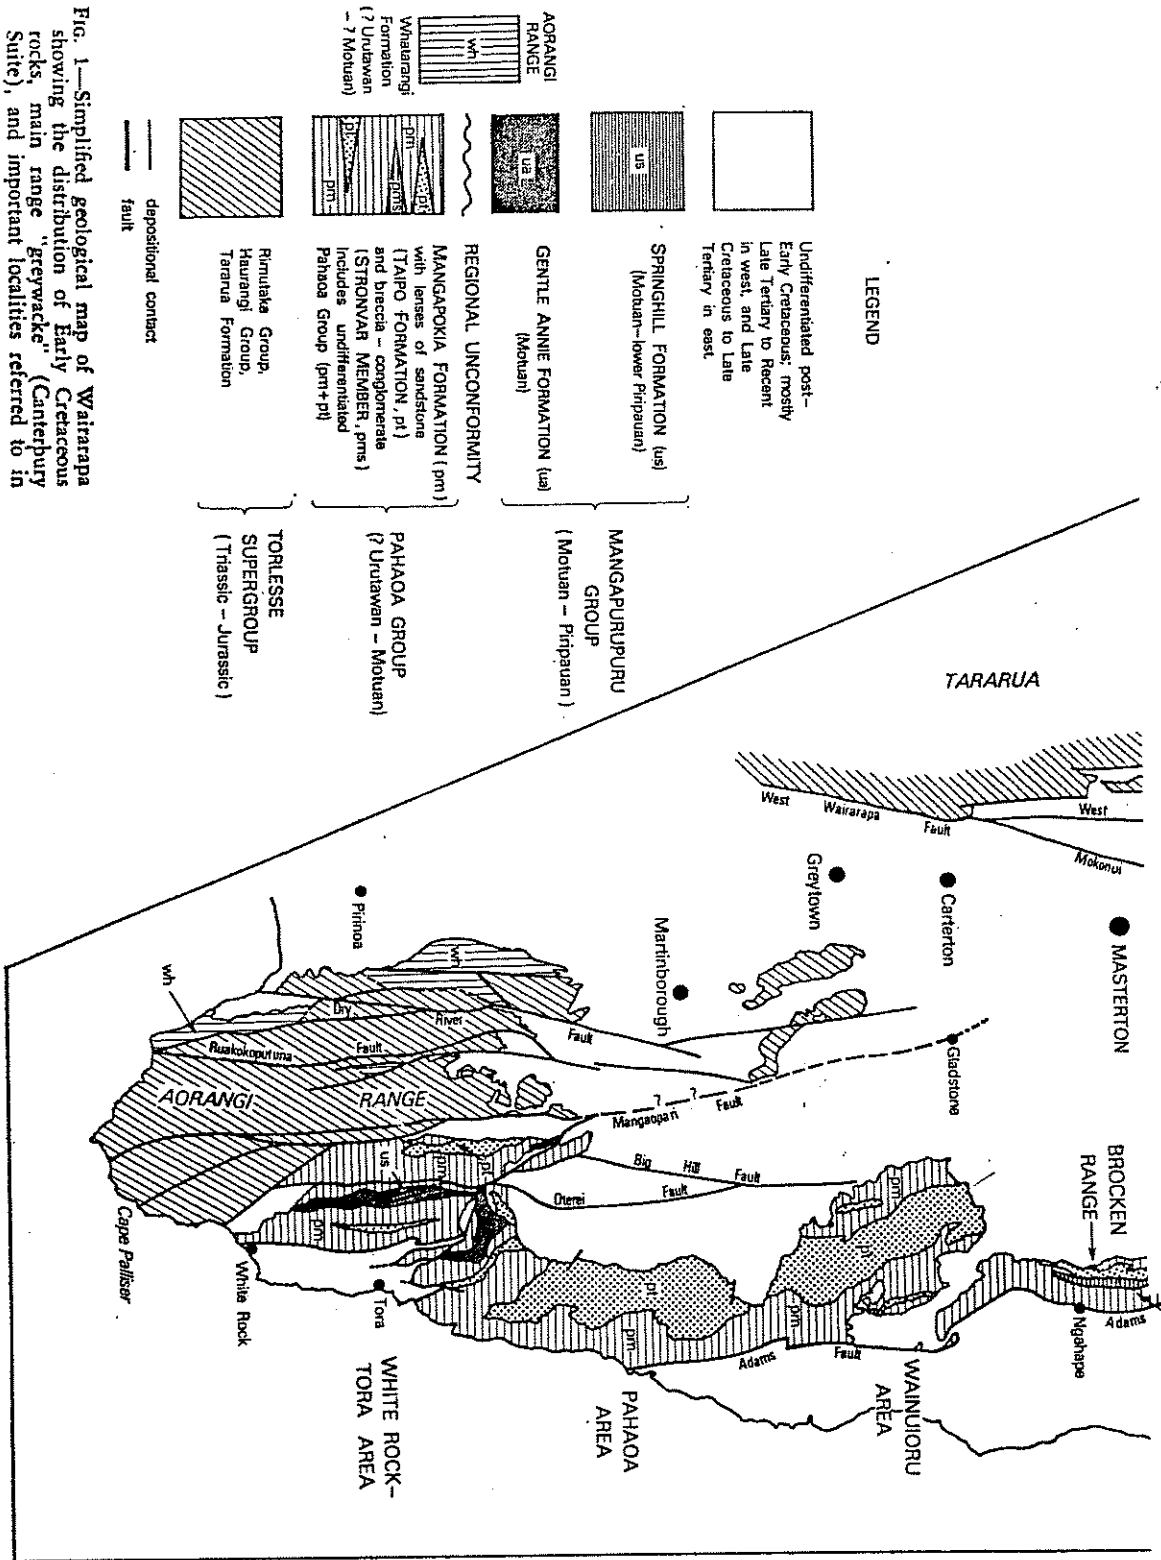 LEGEND
Undifferentiated post–
Early Cretaceous; mostly
Late Tertiary to Recent
in west, and Late
Cretaceous to Late
Tertiary in east.
us
SPRINGHILL FORMATION (us)
(Motuan–lower Piripauan)
ua
GENTLE ANNIE FORMATION (ua)
(Motuan)
MANGAPURUPURU
GROUP
(Motuan – Piripauan)
REGIONAL UNCONFORMITY
AORANGI
RANGE
wh
Whatarangi
Formation
(? Urutawan
– ? Motuan)
pm
pt
pms
pt
pm
MANGAPOKIA FORMATION (pm)
with lenses of sandstone
(TAIPO FORMATION, pt)
and breccia – conglomerate
(STRONVAR MEMBER, pms)
Includes undifferentiated
Pahaoa Group (pm+pt)
PAHAOA GROUP
(? Urutawan – Motuan)
Rimutaka Group,
Haurangi Group,
Tararua Formation
TORLESSE
SUPERGROUP
(Triassic – Jurassic)
depositional contact
fault
FIG. 1—Simplified geological map of Wairarapa
showing the distribution of Early Cretaceous
rocks, main range "greywacke" (Canterbury
Suite), and important localities referred to in
TARARUA
West
Mokonui
West Wairarapa Fault
MASTERTON
Carterton
Greytown
Gladstone
Martinborough
Pirinoa
BROCKEN
RANGE
Ngahape
Adams
WAINUIORU
AREA
pm
pt
pm
Adams Fault
Big Hill Fault
Oterei Fault
Mangaopari ? ? Fault
Fault
wh
Dry River
Ruakokoputuna Fault
wh
AORANGI RANGE
pt
pm
us
pm
pt
pm
PAHAOA
AREA
Tora
White Rock
WHITE ROCK–
TORA AREA
Cape Palliser